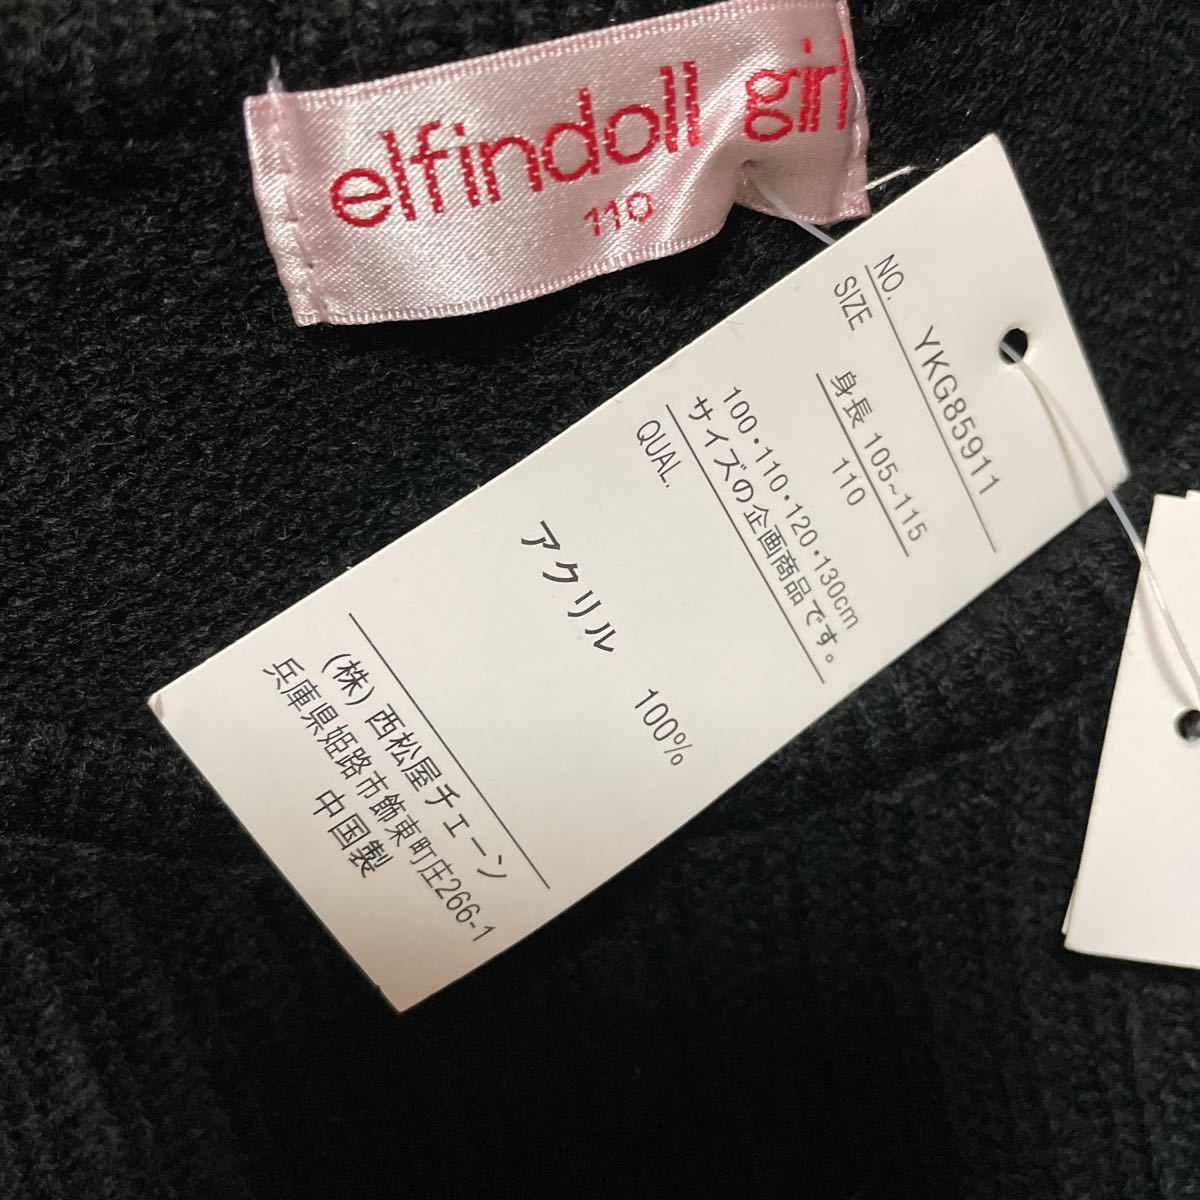 elfindoll girl
110
NO. YKG85911
SIZE 身長 105~115
110
100・110・120・130cm
サイズの企画商品です。
QUAL.
アクリル 100%
(株) 西松屋チェーン
兵庫県姫路市飾東町庄266-1
中国製